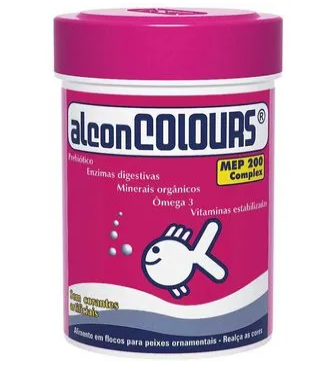 alconCOLOURS®
MEP 200
Complex
Prebiótico
Enzimas digestivas
Minerais orgânicos
Ômega 3
Vitaminas estabilizadas
Sem corantes
artificiais
Alimento em flocos para peixes ornamentais - Realça as cores